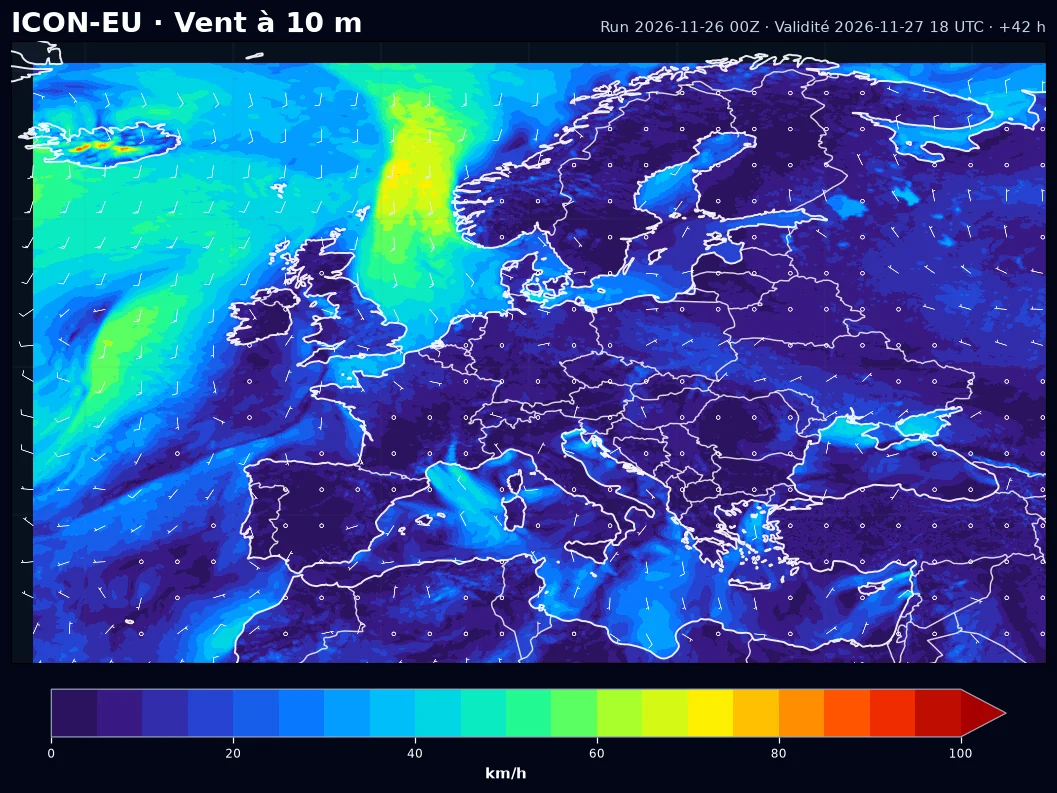 ICON-EU · Vent à 10 m
Run 2026-11-26 00Z · Validité 2026-11-27 18 UTC · +42 h
0 20 40 60 80 100
km/h